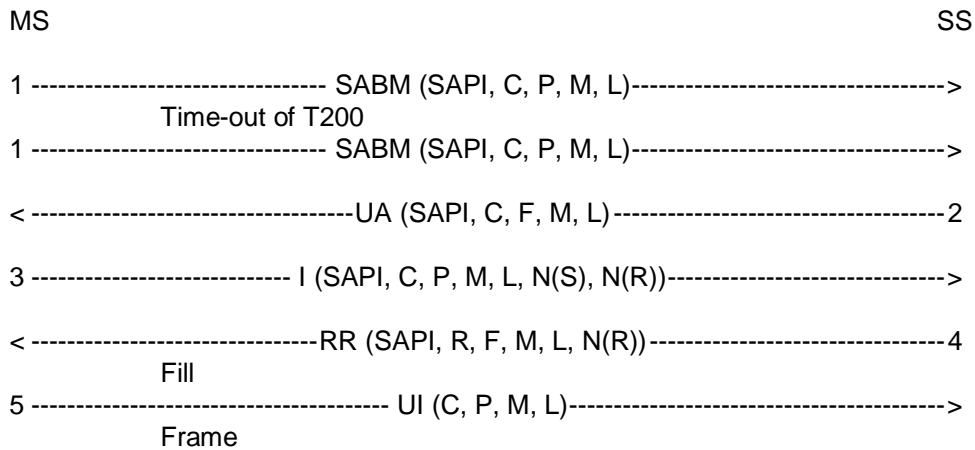 MS SS
1 --------------------------------- SABM (SAPI, C, P, M, L)----------------------------------->
Time-out of T200
1 --------------------------------- SABM (SAPI, C, P, M, L)----------------------------------->
< ------------------------------------UA (SAPI, C, F, M, L)-------------------------------------2
3 ----------------------------- I (SAPI, C, P, M, L, N(S), N(R))------------------------------->
< --------------------------------RR (SAPI, R, F, M, L, N(R))---------------------------------4
Fill
5 ---------------------------------------- UI (C, P, M, L)------------------------------------------>
Frame